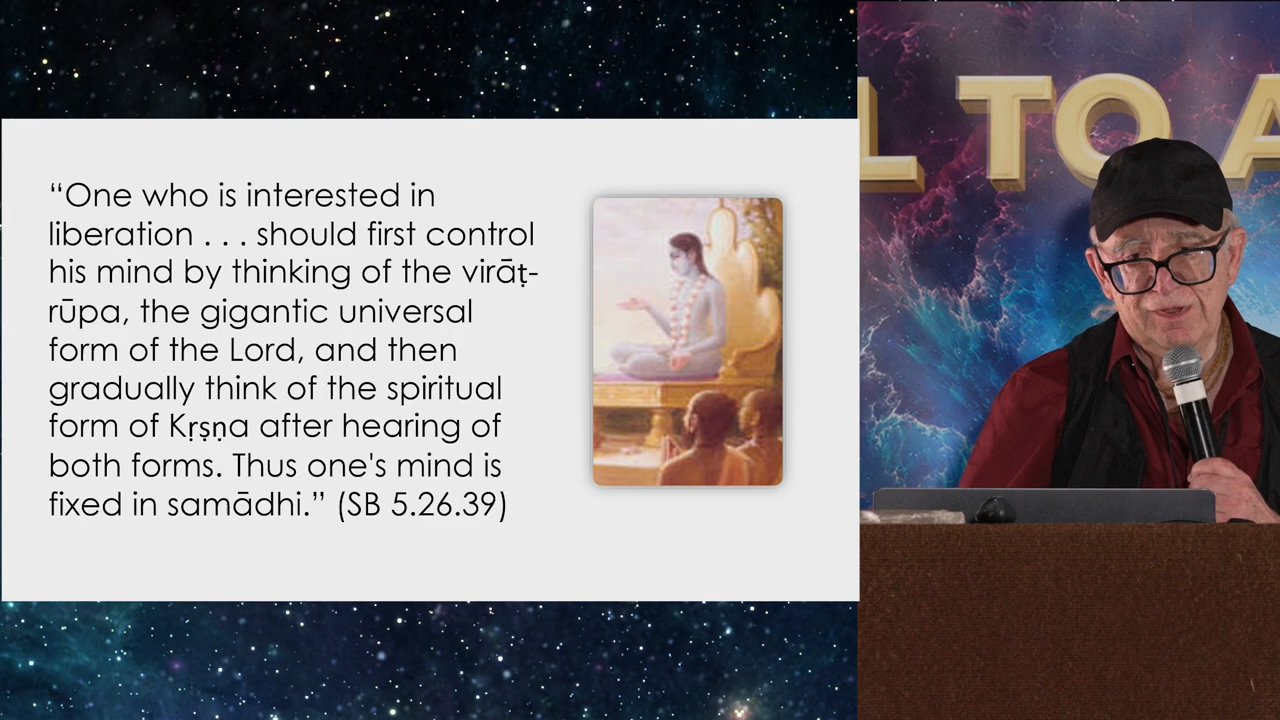 “One who is interested in
liberation . . . should first control
his mind by thinking of the virāṭ-
rūpa, the gigantic universal
form of the Lord, and then
gradually think of the spiritual
form of Kṛṣṇa after hearing of
both forms. Thus one's mind is
fixed in samādhi.” (SB 5.26.39)
L TO A